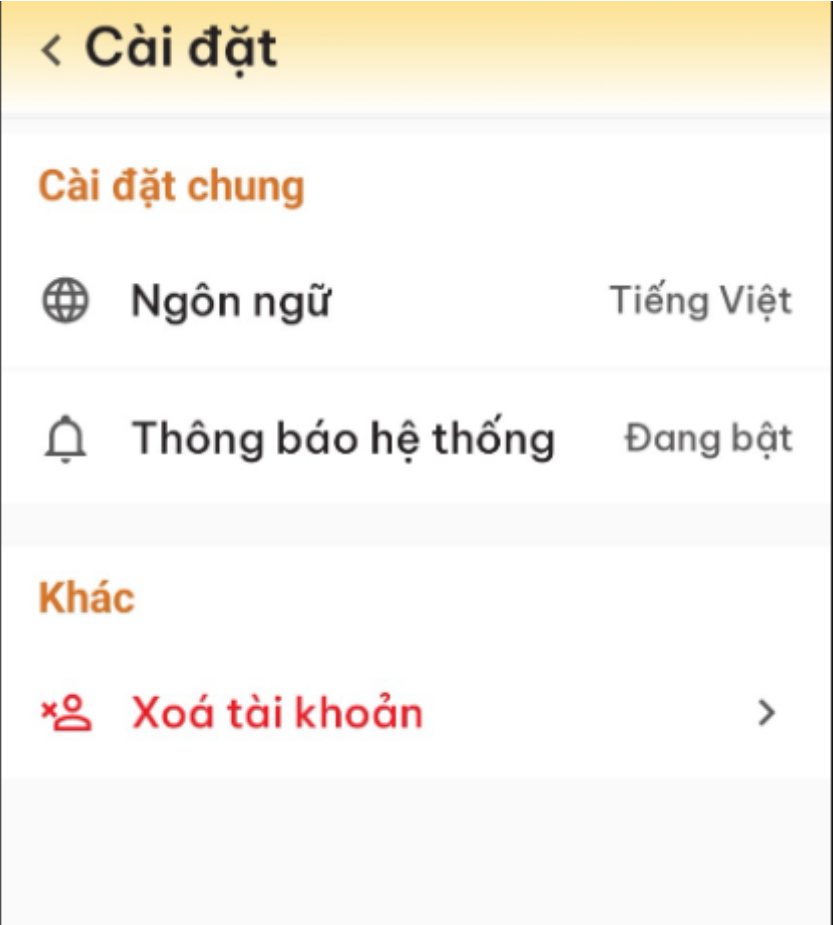 Cài đặt
Cài đặt chung
Ngôn ngữ Tiếng Việt
Thông báo hệ thống Đang bật
Khác
Xoá tài khoản